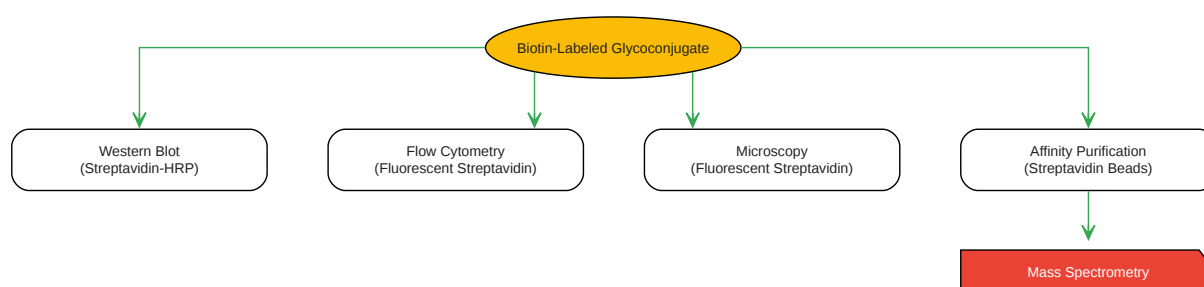 Biotin-Labeled Glycoconjugate
Western Blot
(Streptavidin-HRP)
Flow Cytometry
(Fluorescent Streptavidin)
Microscopy
(Fluorescent Streptavidin)
Affinity Purification
(Streptavidin Beads)
Mass Spectrometry